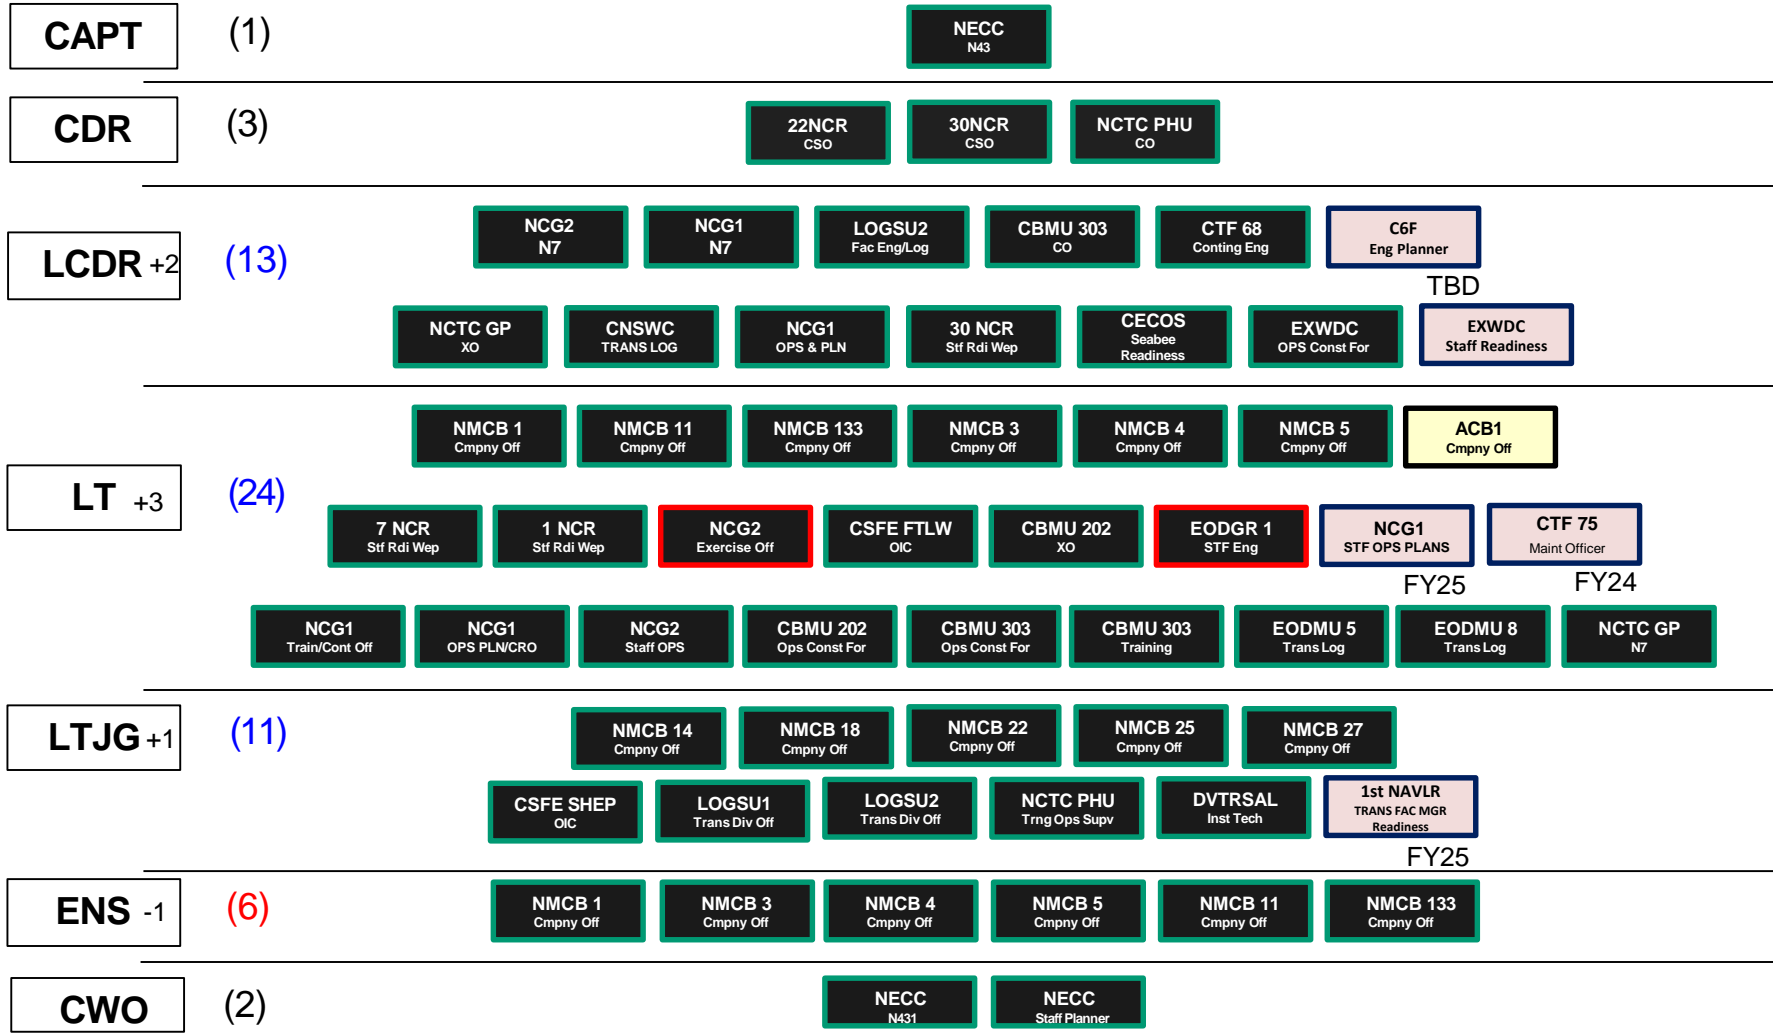 CAPT
(1)
NECC
N43
CDR
(3)
22NCR
CSO
30NCR
CSO
NCTC PHU
CO
LCDR +2
(13)
NCG2
N7
NCG1
N7
LOGSU2
Fac Eng/Log
CBMU 303
CO
CTF 68
Conting Eng
C6F
Eng Planner
TBD
NCTC GP
XO
CNSWC
TRANS LOG
NCG1
OPS & PLN
30 NCR
Stf Rdi Wep
CECOS
Seabee
Readiness
EXWDC
OPS Const For
EXWDC
Staff Readiness
LT +3
(24)
NMCB 1
Cmpny Off
NMCB 11
Cmpny Off
NMCB 133
Cmpny Off
NMCB 3
Cmpny Off
NMCB 4
Cmpny Off
NMCB 5
Cmpny Off
ACB1
Cmpny Off
7 NCR
Stf Rdi Wep
1 NCR
Stf Rdi Wep
NCG2
Exercise Off
CSFE FTLW
OIC
CBMU 202
XO
EODGR 1
STF Eng
NCG1
STF OPS PLANS
FY25
CTF 75
Maint Officer
FY24
NCG1
Train/Cont Off
NCG1
OPS PLN/CRO
NCG2
Staff OPS
CBMU 202
Ops Const For
CBMU 303
Ops Const For
CBMU 303
Training
EODMU 5
Trans Log
EODMU 8
Trans Log
NCTC GP
N7
LTJG +1
(11)
NMCB 14
Cmpny Off
NMCB 18
Cmpny Off
NMCB 22
Cmpny Off
NMCB 25
Cmpny Off
NMCB 27
Cmpny Off
CSFE SHEP
OIC
LOGSU1
Trans Div Off
LOGSU2
Trans Div Off
NCTC PHU
Trng Ops Supv
DVTRSAL
Inst Tech
1st NAVLR
TRANS FAC MGR
Readiness
FY25
ENS -1
(6)
NMCB 1
Cmpny Off
NMCB 3
Cmpny Off
NMCB 4
Cmpny Off
NMCB 5
Cmpny Off
NMCB 11
Cmpny Off
NMCB 133
Cmpny Off
CWO
(2)
NECC
N431
NECC
Staff Planner